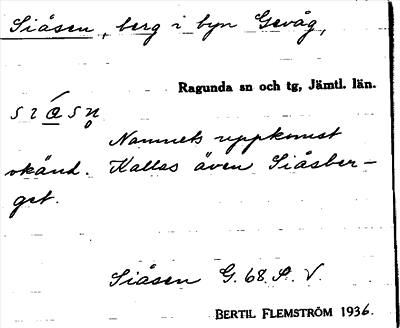 Siåsen, berg i byn Gevåg,
Ragunda sn och tg, Jämtl. län.
Namnets uppkomst
okänd. Kallas även Siåsber-
get.
Siåsen G. 68. S. V.
BERTIL FLEMSTRÖM 1936.